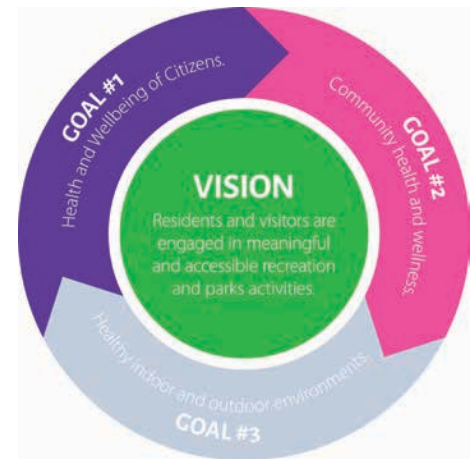 GOAL #1
Health and Wellbeing of Citizens.
GOAL #2
Community health and wellness.
VISION
Residents and visitors are
engaged in meaningful
and accessible recreation
and parks activities.
Healthy indoor and outdoor environments.
GOAL #3